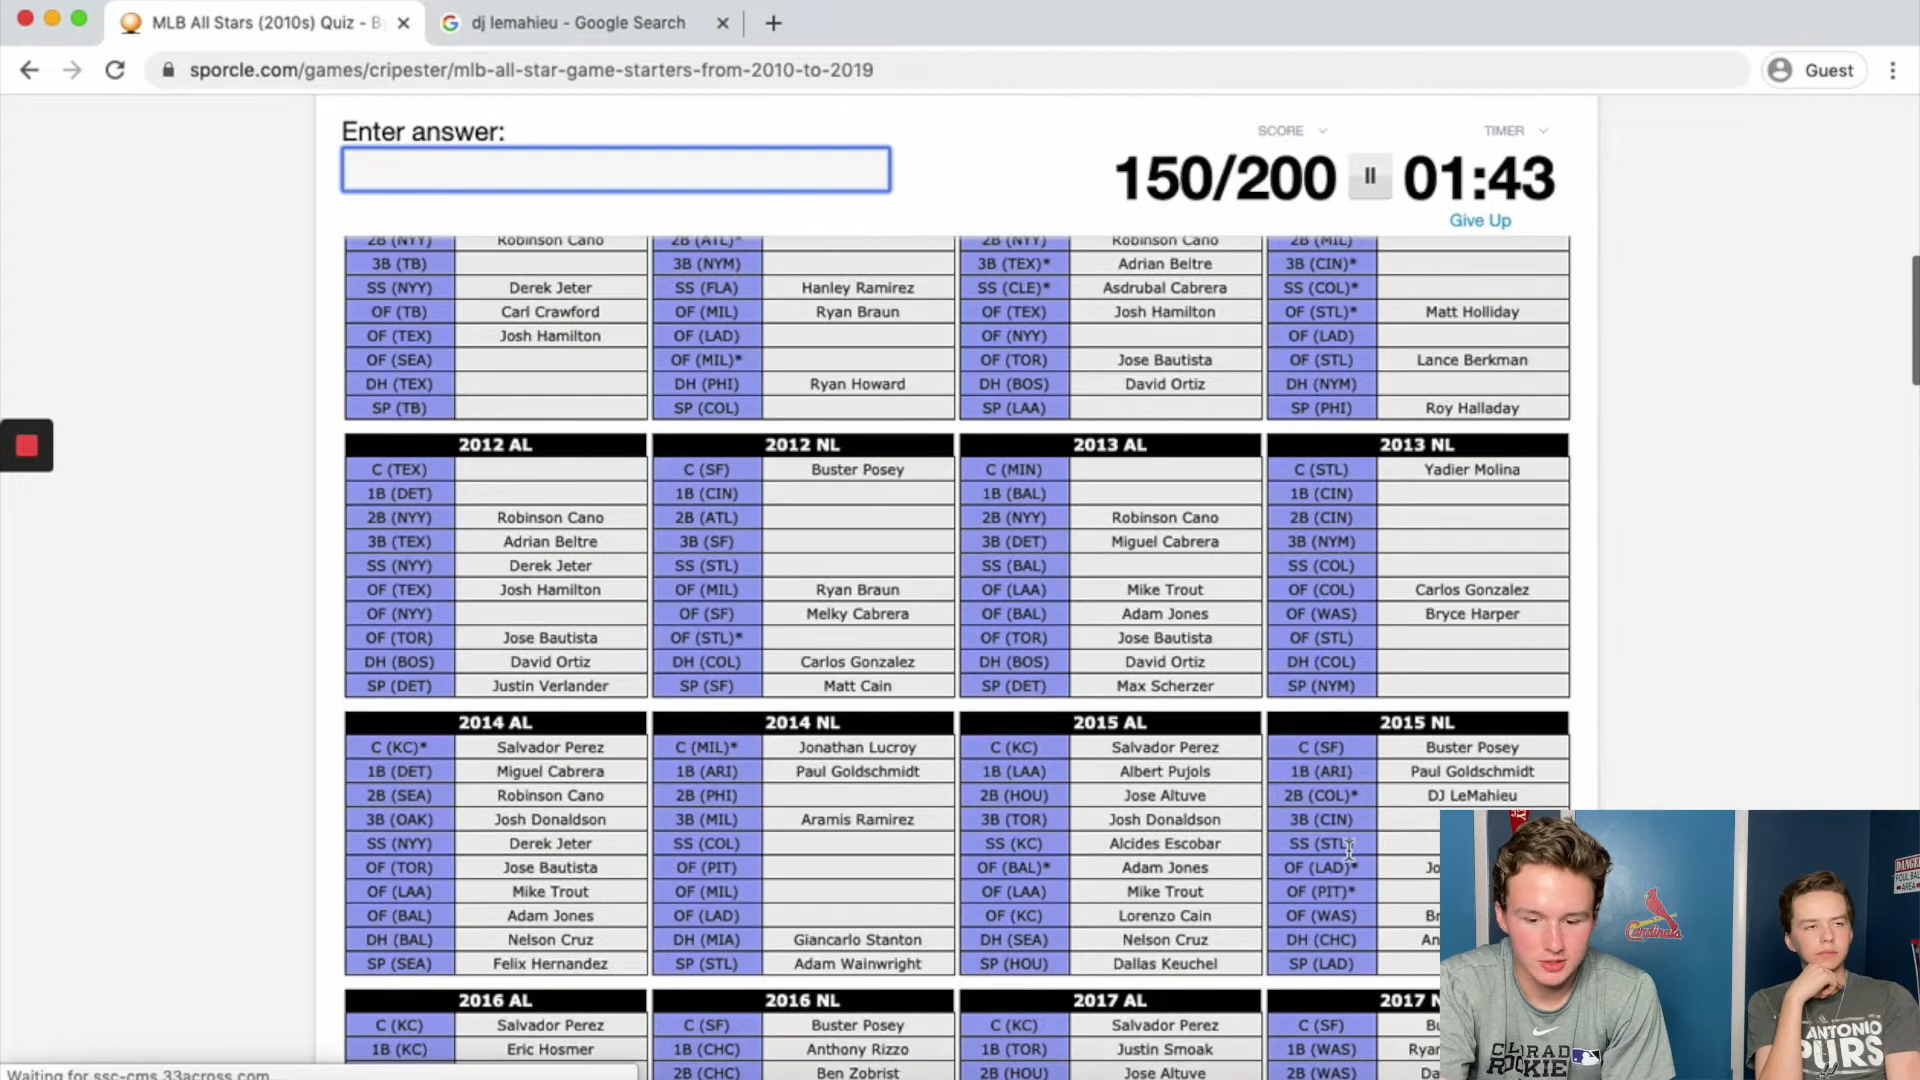 MLB All Stars (2010s) Quiz - B
dj lemahieu - Google Search
sporcle.com/games/cripester/mlb-all-star-game-starters-from-2010-to-2019
Guest
Enter answer:
SCORE
TIMER
150/200
01:43
Give Up
2B (NYY) Robinson Cano 2B (ATL)* 2B (NYY) Robinson Cano 2B (MIL)
3B (TB) 3B (NYM) 3B (TEX)* Adrian Beltre 3B (CIN)*
SS (NYY) Derek Jeter SS (FLA) Hanley Ramirez SS (CLE)* Asdrubal Cabrera SS (COL)*
OF (TB) Carl Crawford OF (MIL) Ryan Braun OF (TEX) Josh Hamilton OF (STL)* Matt Holliday
OF (TEX) Josh Hamilton OF (LAD) OF (NYY) OF (LAD)
OF (SEA) OF (MIL)* OF (TOR) Jose Bautista OF (STL) Lance Berkman
DH (TEX) DH (PHI) Ryan Howard DH (BOS) David Ortiz DH (NYM)
SP (TB) SP (COL) SP (LAA) SP (PHI) Roy Halladay
2012 AL 2012 NL 2013 AL 2013 NL
C (TEX) C (SF) Buster Posey C (MIN) C (STL) Yadier Molina
1B (DET) 1B (CIN) 1B (BAL) 1B (CIN)
2B (NYY) Robinson Cano 2B (ATL) 2B (NYY) Robinson Cano 2B (CIN)
3B (TEX) Adrian Beltre 3B (SF) 3B (DET) Miguel Cabrera 3B (NYM)
SS (NYY) Derek Jeter SS (STL) SS (BAL) SS (COL)
OF (TEX) Josh Hamilton OF (MIL) Ryan Braun OF (LAA) Mike Trout OF (COL) Carlos Gonzalez
OF (NYY) OF (SF) Melky Cabrera OF (BAL) Adam Jones OF (WAS) Bryce Harper
OF (TOR) Jose Bautista OF (STL)* OF (TOR) Jose Bautista OF (STL)
DH (BOS) David Ortiz DH (COL) Carlos Gonzalez DH (BOS) David Ortiz DH (COL)
SP (DET) Justin Verlander SP (SF) Matt Cain SP (DET) Max Scherzer SP (NYM)
2014 AL 2014 NL 2015 AL 2015 NL
C (KC)* Salvador Perez C (MIL)* Jonathan Lucroy C (KC) Salvador Perez C (SF) Buster Posey
1B (DET) Miguel Cabrera 1B (ARI) Paul Goldschmidt 1B (LAA) Albert Pujols 1B (ARI) Paul Goldschmidt
2B (SEA) Robinson Cano 2B (PHI) 2B (HOU) Jose Altuve 2B (COL)* DJ LeMahieu
3B (OAK) Josh Donaldson 3B (MIL) Aramis Ramirez 3B (TOR) Josh Donaldson 3B (CIN)
SS (NYY) Derek Jeter SS (COL) SS (KC) Alcides Escobar SS (STL)
OF (TOR) Jose Bautista OF (PIT) OF (BAL)* Adam Jones OF (LAD)* Jo
OF (LAA) Mike Trout OF (MIL) OF (LAA) Mike Trout OF (PIT)*
OF (BAL) Adam Jones OF (LAD) OF (KC) Lorenzo Cain OF (WAS) Br
DH (BAL) Nelson Cruz DH (MIA) Giancarlo Stanton DH (SEA) Nelson Cruz DH (CHC) An
SP (SEA) Felix Hernandez SP (STL) Adam Wainwright SP (HOU) Dallas Keuchel SP (LAD)
2016 AL 2016 NL 2017 AL 2017 N
C (KC) Salvador Perez C (SF) Buster Posey C (KC) Salvador Perez C (SF) Bu
1B (KC) Eric Hosmer 1B (CHC) Anthony Rizzo 1B (TOR) Justin Smoak 1B (WAS) Ryan
2B (CHC) Ben Zobrist 2B (HOU) Jose Altuve 2B (WAS) Da
Waiting for ssc-cms.33across.com...
Cardinals
DANGER
FOUL BAL
AREA
ANTONIO
PURS